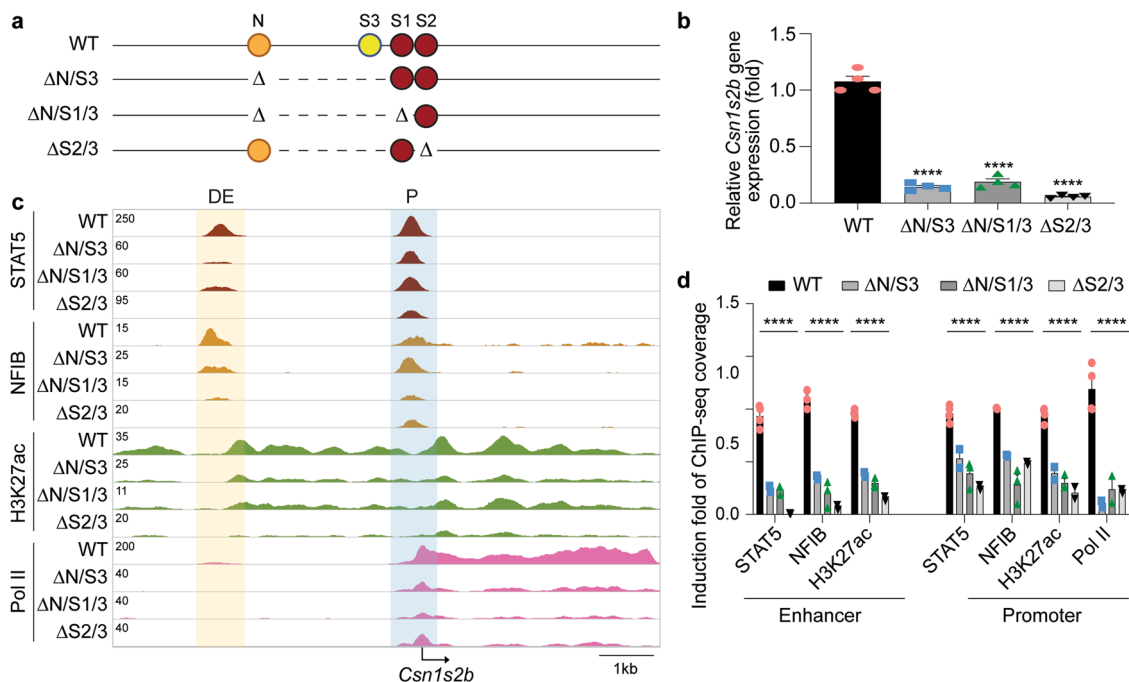 a
N S3 S1 S2
WT
ΔN/S3
Δ
ΔN/S1/3
Δ Δ
ΔS2/3
Δ
b
Relative Csn1s2b gene
expression (fold)
1.5
1.0
0.5
0.0
****
****
****
WT ΔN/S3 ΔN/S1/3 ΔS2/3
c
DE P
STAT5
WT 250
ΔN/S3 60
ΔN/S1/3 60
ΔS2/3 95
NFIB
WT 15
ΔN/S3 25
ΔN/S1/3 15
ΔS2/3 20
H3K27ac
WT 35
ΔN/S3 25
ΔN/S1/3 11
ΔS2/3 20
Pol II
WT 200
ΔN/S3 40
ΔN/S1/3 40
ΔS2/3 40
Csn1s2b
1kb
d
WT ΔN/S3 ΔN/S1/3 ΔS2/3
Induction fold of ChIP-seq coverage
1.5
1.0
0.5
0.0
**** **** **** **** **** **** ****
STAT5 NFIB H3K27ac STAT5 NFIB H3K27ac Pol II
Enhancer Promoter